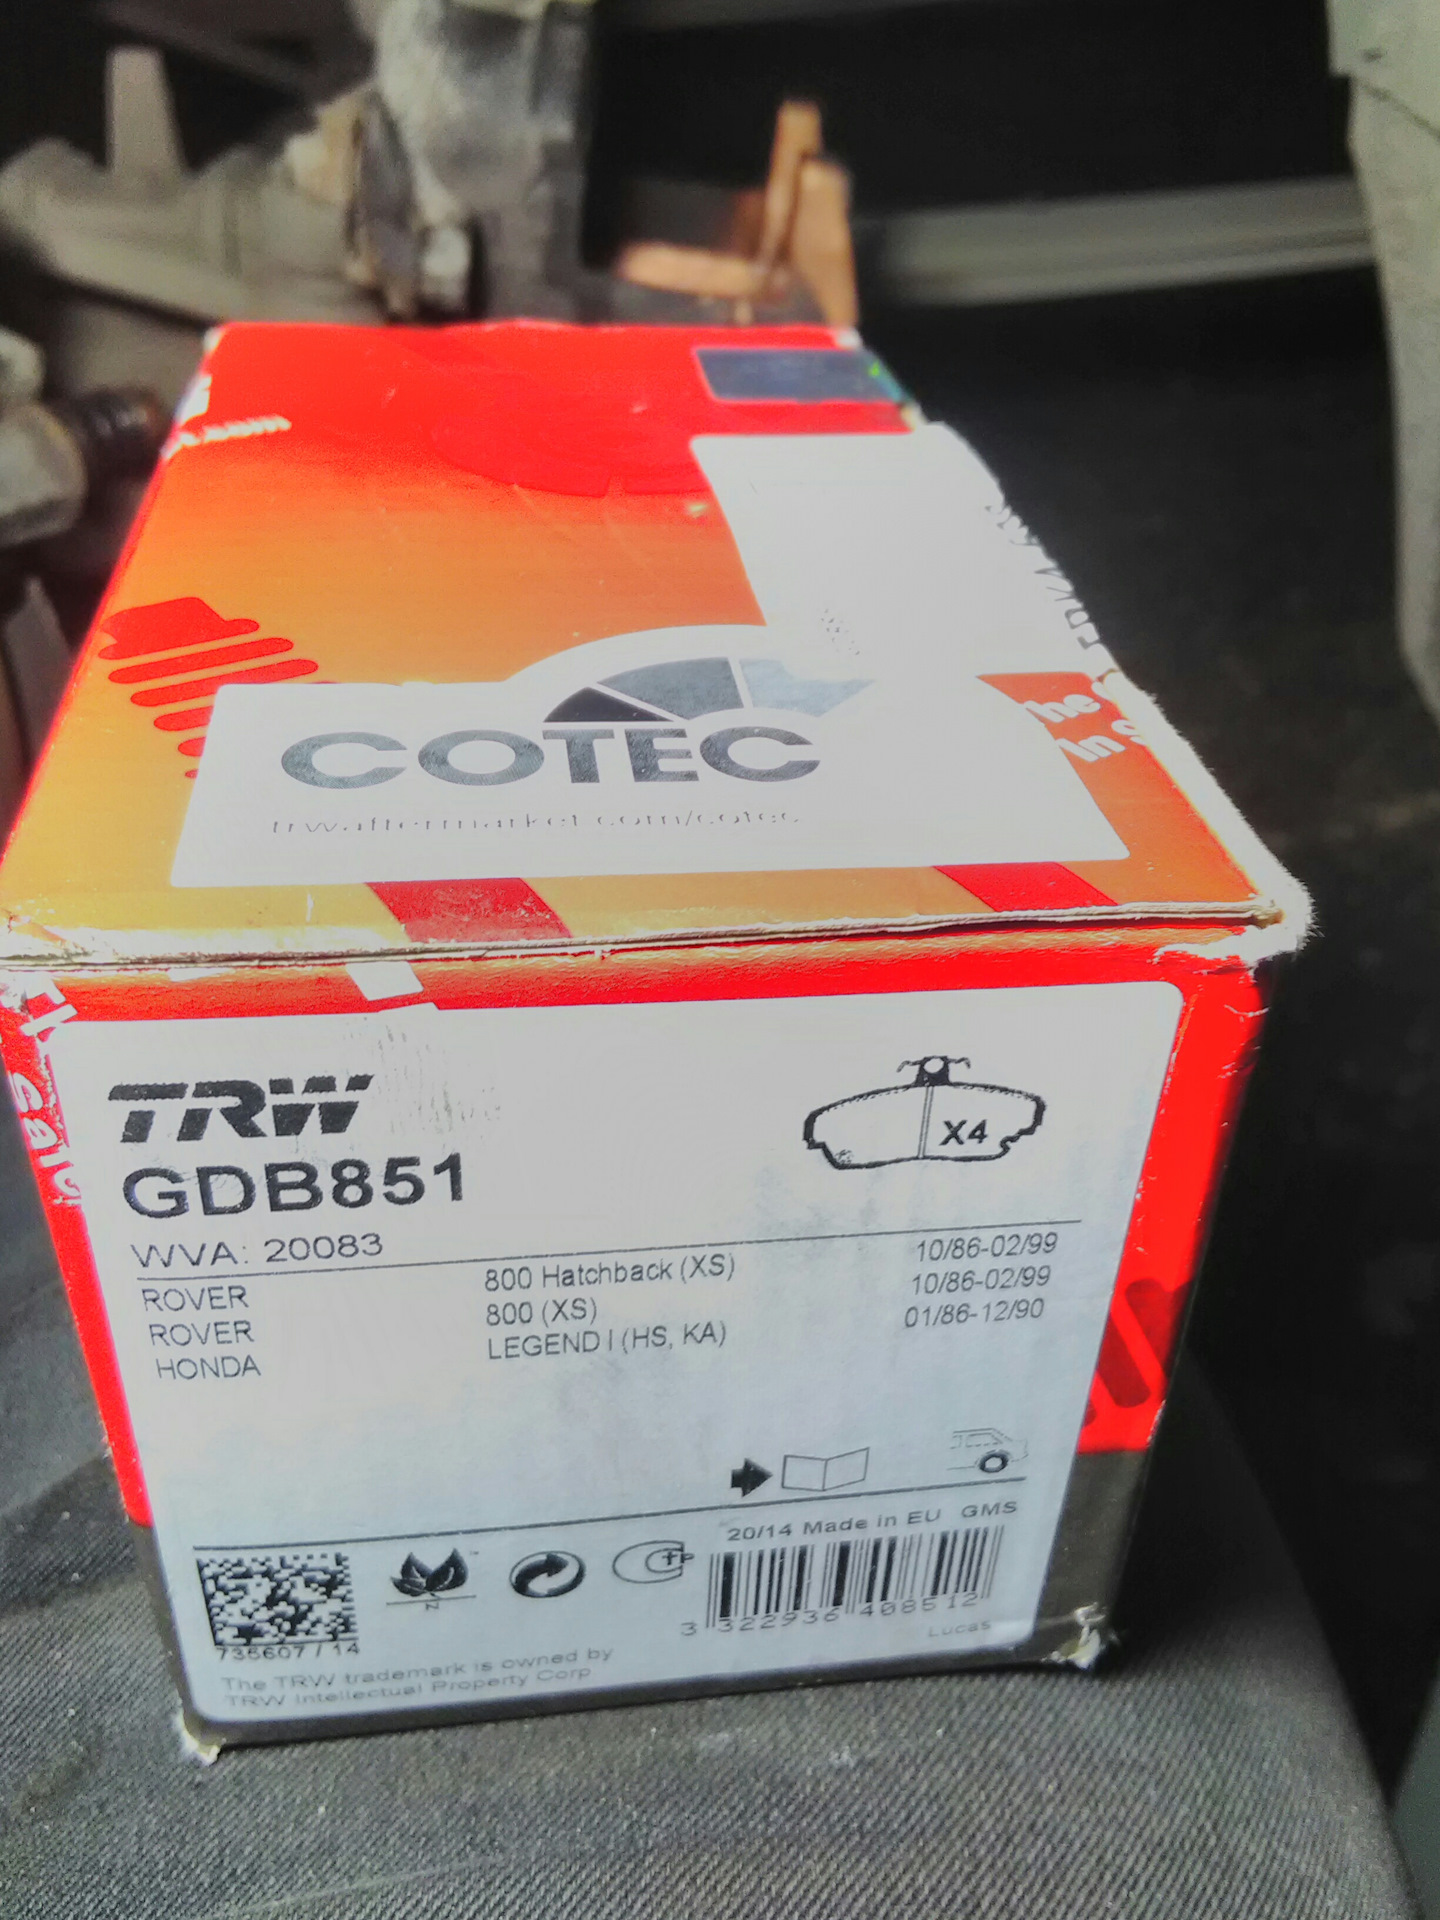 COTEC
trwaftermarket.com/cotec
TRW
GDB851
X4
WVA: 20083
ROVER 800 Hatchback (XS) 10/86-02/99
ROVER 800 (XS) 10/86-02/99
HONDA LEGEND I (HS, KA) 01/86-12/90
20/14 Made in EU GMS
3 322936 408512
Lucas
735607 / 14
The TRW trademark is owned by
TRW Intellectual Property Corp